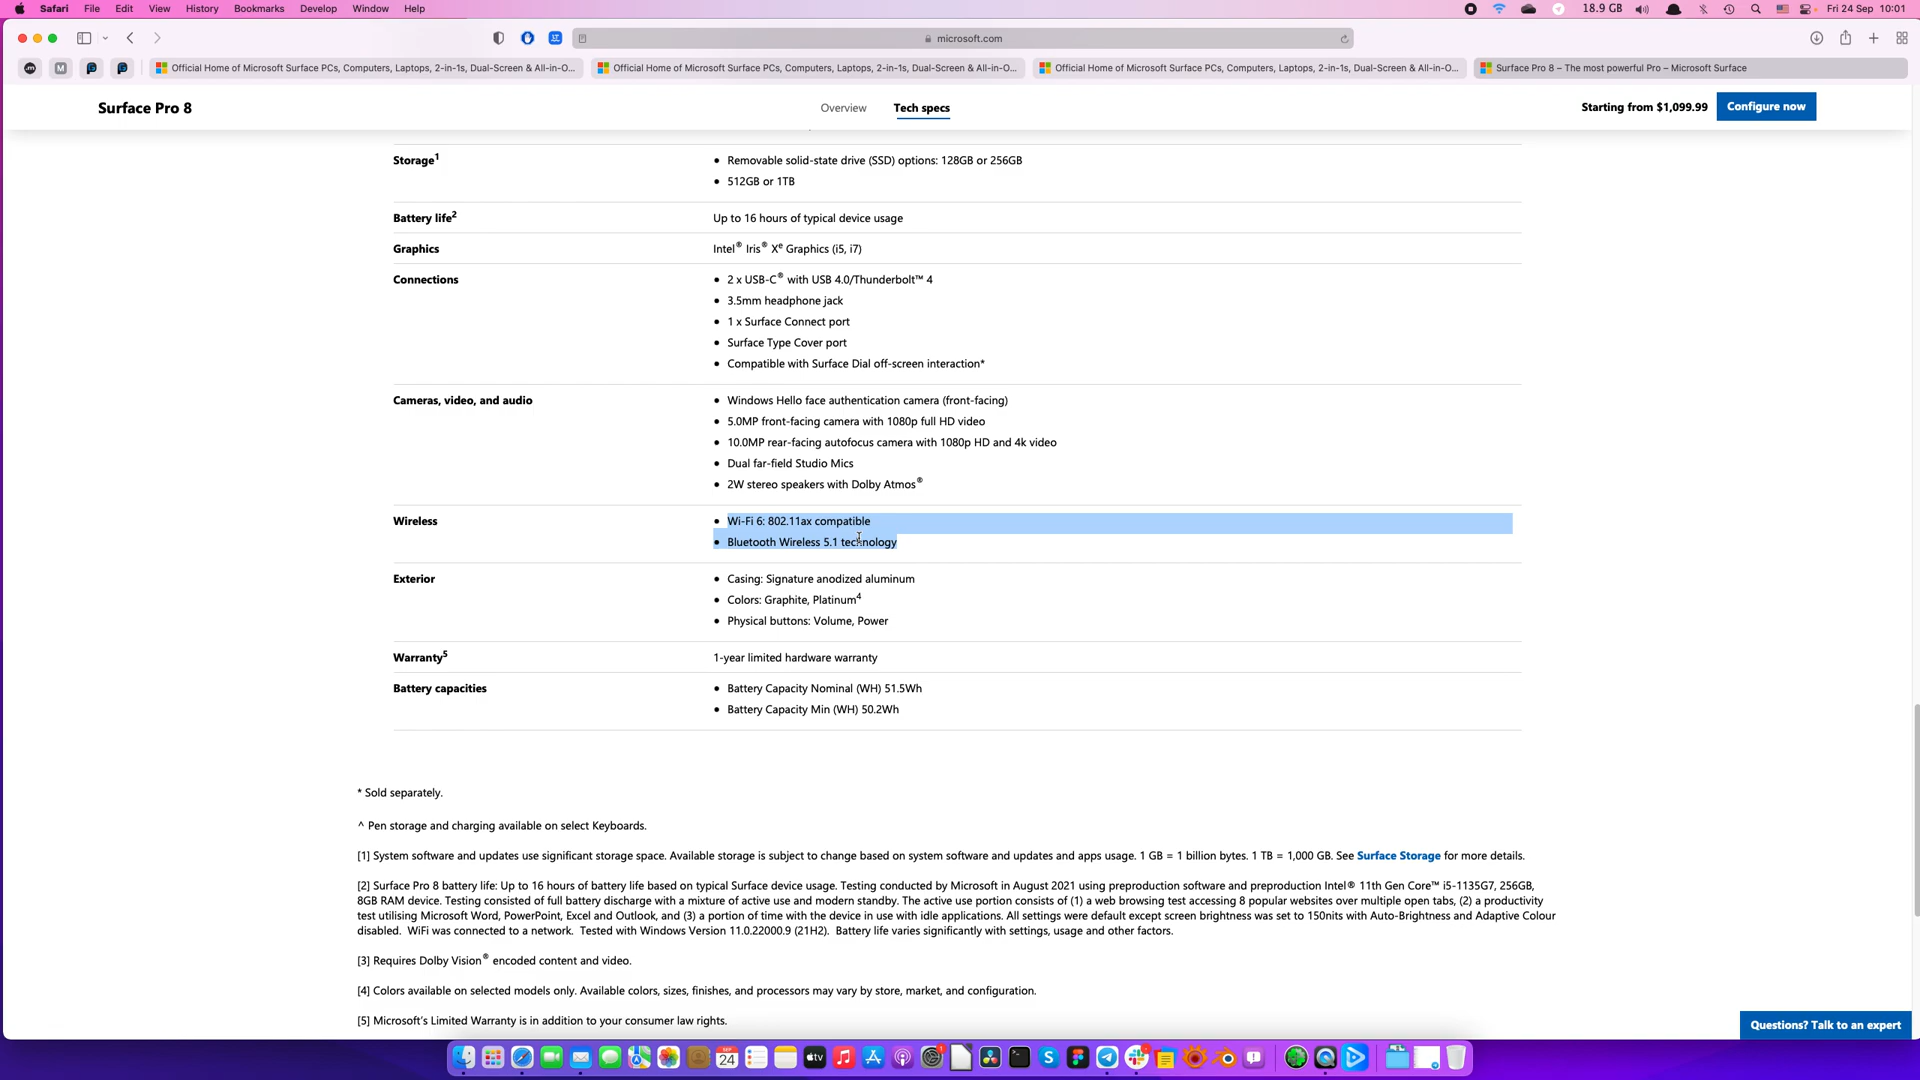 Safari File Edit View History Bookmarks Develop Window Help 18.9 GB Fri 24 Sep 10:01
microsoft.com
Official Home of Microsoft Surface PCs, Computers, Laptops, 2-in-1s, Dual-Screen & All-in-O... Official Home of Microsoft Surface PCs, Computers, Laptops, 2-in-1s, Dual-Screen & All-in-O... Official Home of Microsoft Surface PCs, Computers, Laptops, 2-in-1s, Dual-Screen & All-in-O... Surface Pro 8 – The most powerful Pro – Microsoft Surface
Surface Pro 8 Overview Tech specs Starting from $1,099.99 Configure now
Storage¹ • Removable solid-state drive (SSD) options: 128GB or 256GB
• 512GB or 1TB
Battery life² Up to 16 hours of typical device usage
Graphics Intel® Iris® Xᵉ Graphics (i5, i7)
Connections • 2 x USB-C® with USB 4.0/Thunderbolt™ 4
• 3.5mm headphone jack
• 1 x Surface Connect port
• Surface Type Cover port
• Compatible with Surface Dial off-screen interaction*
Cameras, video, and audio • Windows Hello face authentication camera (front-facing)
• 5.0MP front-facing camera with 1080p full HD video
• 10.0MP rear-facing autofocus camera with 1080p HD and 4k video
• Dual far-field Studio Mics
• 2W stereo speakers with Dolby Atmos®
Wireless • Wi-Fi 6: 802.11ax compatible
• Bluetooth Wireless 5.1 technology
Exterior • Casing: Signature anodized aluminum
• Colors: Graphite, Platinum⁴
• Physical buttons: Volume, Power
Warranty⁵ 1-year limited hardware warranty
Battery capacities • Battery Capacity Nominal (WH) 51.5Wh
• Battery Capacity Min (WH) 50.2Wh
* Sold separately.
^ Pen storage and charging available on select Keyboards.
[1] System software and updates use significant storage space. Available storage is subject to change based on system software and updates and apps usage. 1 GB = 1 billion bytes. 1 TB = 1,000 GB. See Surface Storage for more details.
[2] Surface Pro 8 battery life: Up to 16 hours of battery life based on typical Surface device usage. Testing conducted by Microsoft in August 2021 using preproduction software and preproduction Intel® 11th Gen Core™ i5-1135G7, 256GB,
8GB RAM device. Testing consisted of full battery discharge with a mixture of active use and modern standby. The active use portion consists of (1) a web browsing test accessing 8 popular websites over multiple open tabs, (2) a productivity
test utilising Microsoft Word, PowerPoint, Excel and Outlook, and (3) a portion of time with the device in use with idle applications. All settings were default except screen brightness was set to 150nits with Auto-Brightness and Adaptive Colour
disabled. WiFi was connected to a network. Tested with Windows Version 11.0.22000.9 (21H2). Battery life varies significantly with settings, usage and other factors.
[3] Requires Dolby Vision® encoded content and video.
[4] Colors available on selected models only. Available colors, sizes, finishes, and processors may vary by store, market, and configuration.
[5] Microsoft's Limited Warranty is in addition to your consumer law rights.
Questions? Talk to an expert